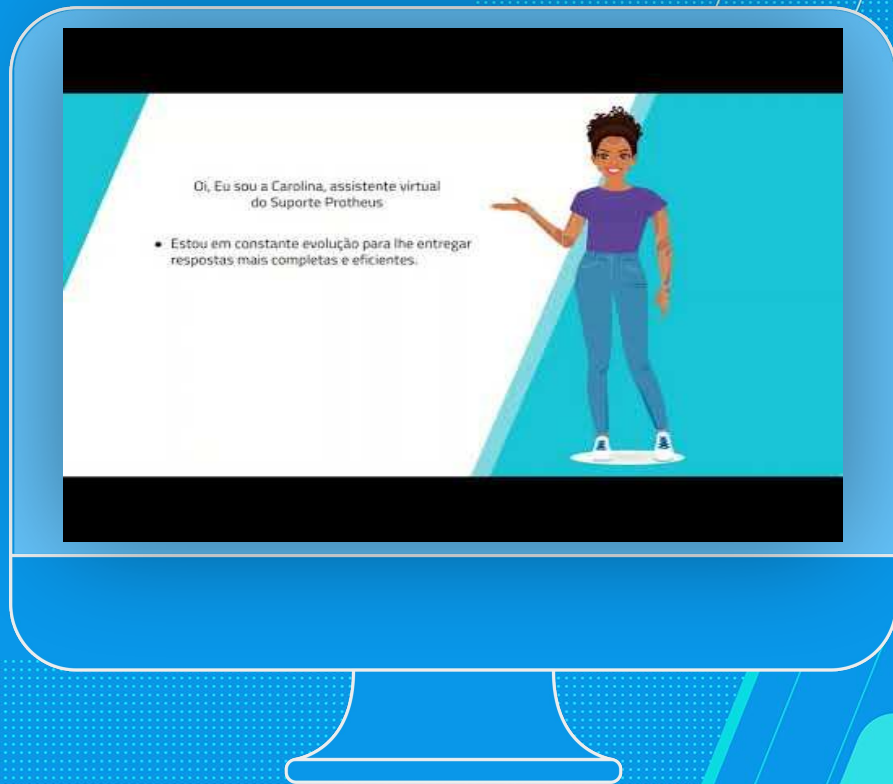 Oi, Eu sou a Carolina, assistente virtual
do Suporte Protheus
• Estou em constante evolução para lhe entregar
respostas mais completas e eficientes.